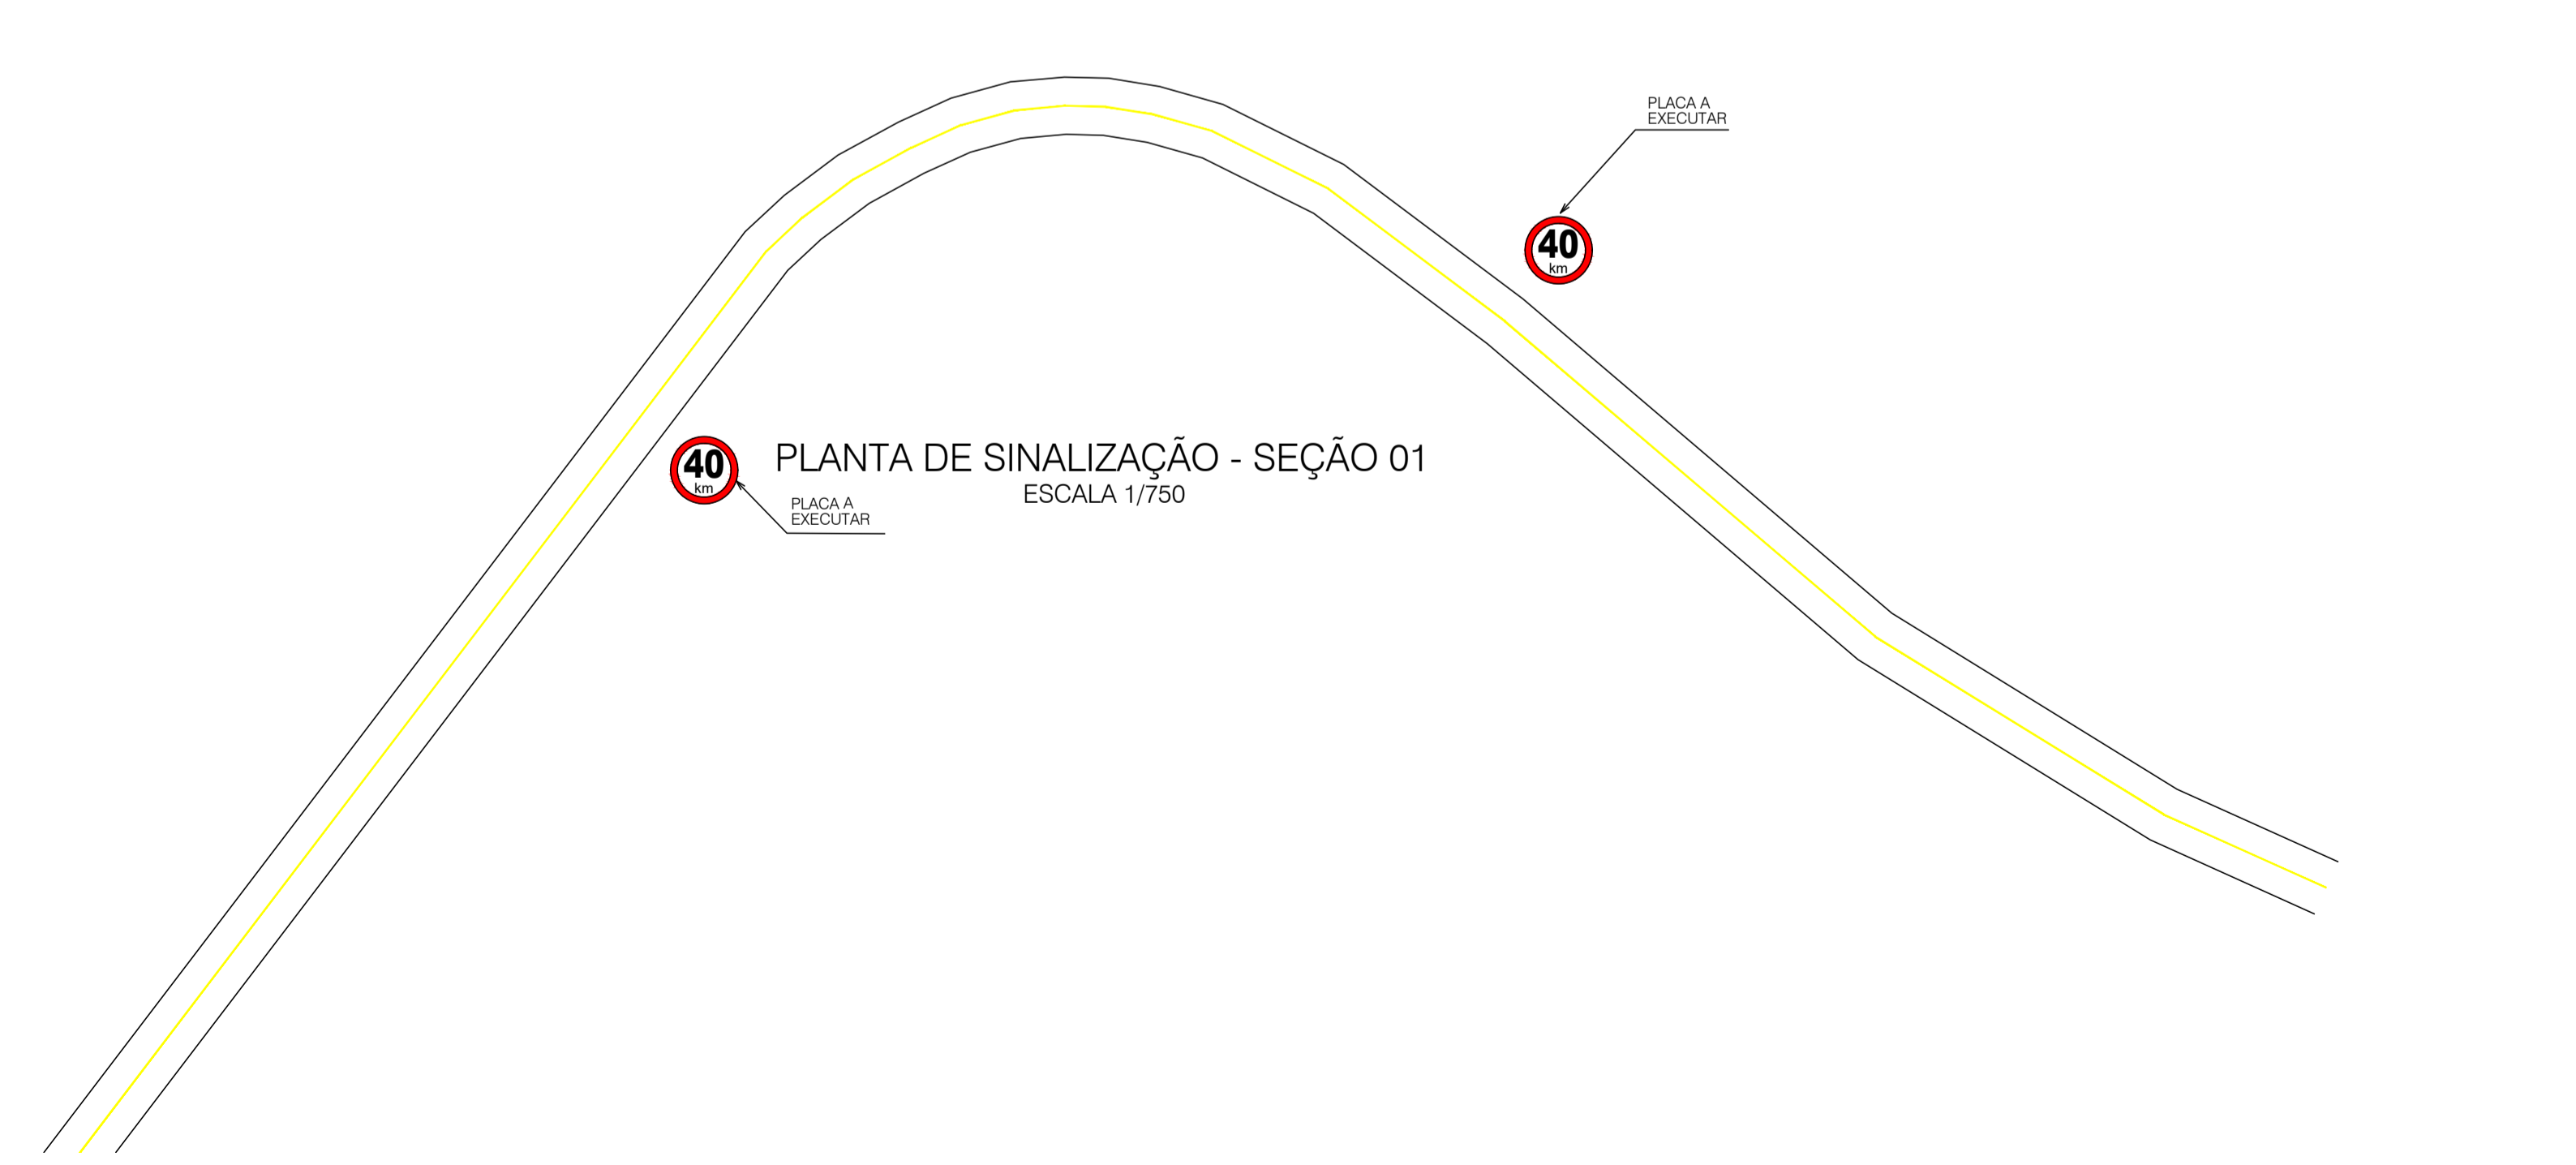 PLACA A
EXECUTAR
40
km
40
km
PLANTA DE SINALIZAÇÃO - SEÇÃO 01
ESCALA 1/750
PLACA A
EXECUTAR